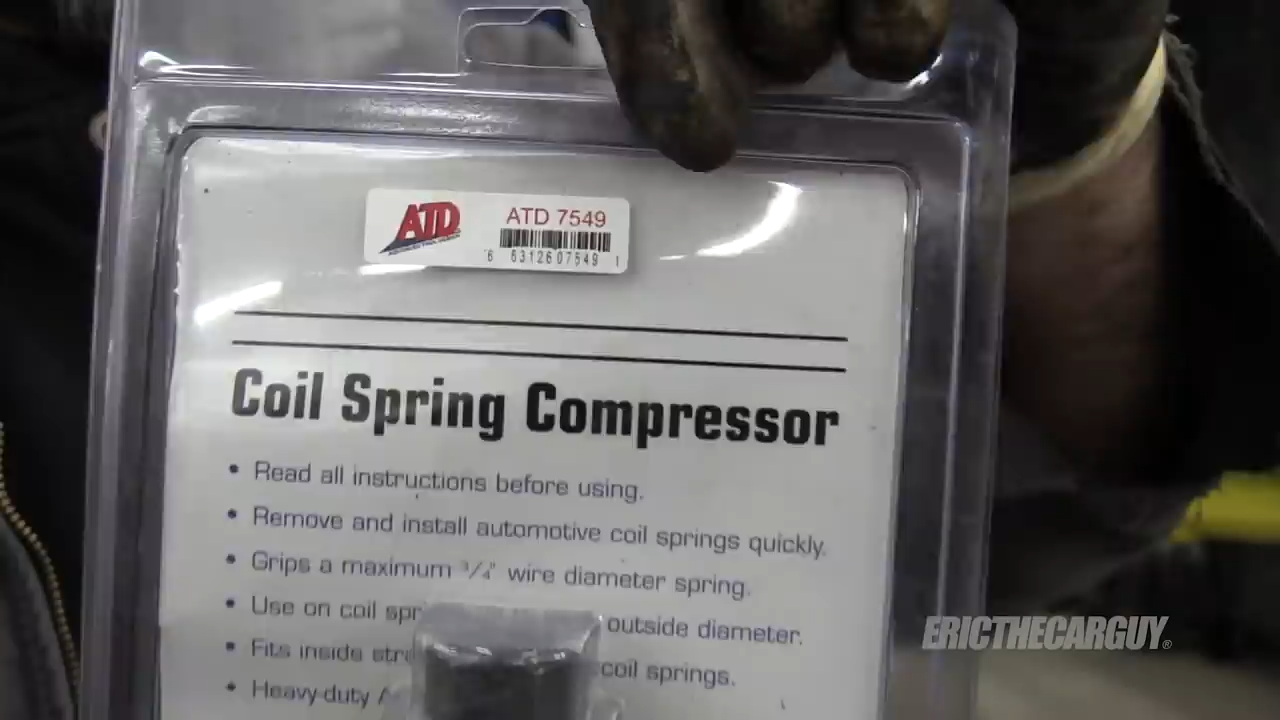 ATD
ATD 7549
6 6312607549 1
Coil Spring Compressor
• Read all instructions before using.
• Remove and install automotive coil springs quickly.
• Grips a maximum 3/4" wire diameter spring.
• Use on coil spr outside diameter.
• Fits inside coil springs.
• Heavy-duty
ERICTHECARGUY®